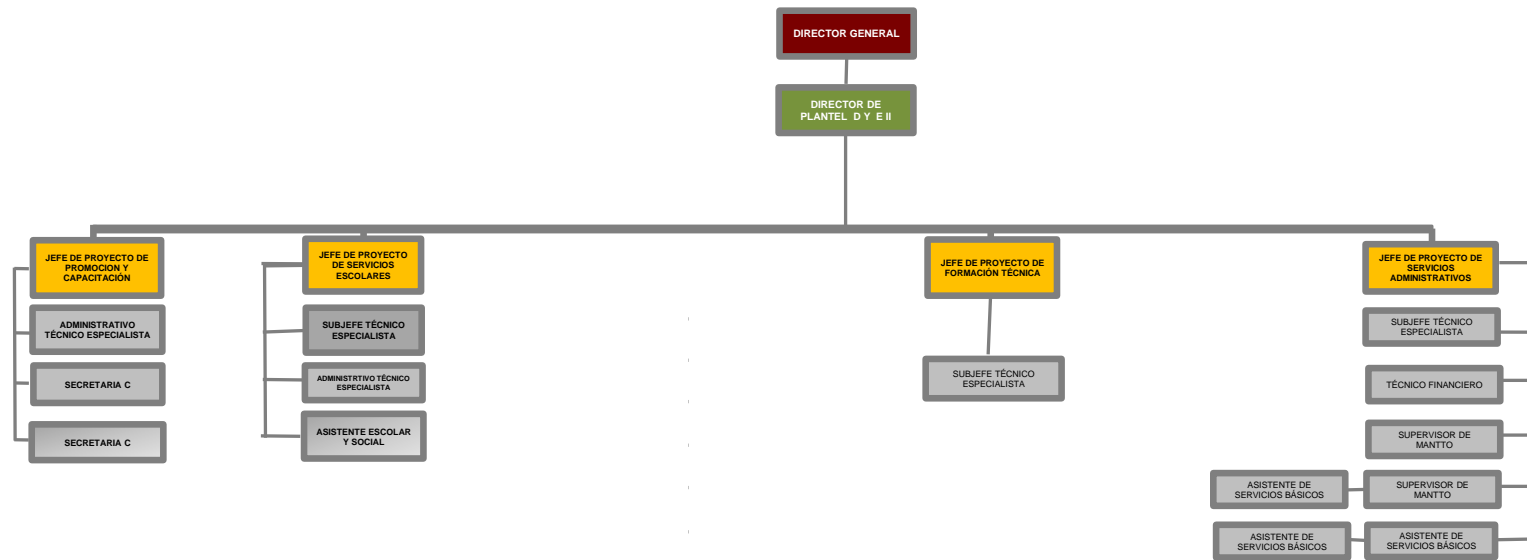 DIRECTOR GENERAL
DIRECTOR DE
PLANTEL D Y E II
JEFE DE PROYECTO DE
PROMOCION Y
CAPACITACIÓN
ADMINISTRATIVO
TÉCNICO ESPECIALISTA
SECRETARIA C
SECRETARIA C
JEFE DE PROYECTO
DE SERVICIOS
ESCOLARES
SUBJEFE TÉCNICO
ESPECIALISTA
ADMINISTRTIVO TÉCNICO
ESPECIALISTA
ASISTENTE ESCOLAR
Y SOCIAL
JEFE DE PROYECTO DE
FORMACIÓN TÉCNICA
SUBJEFE TÉCNICO
ESPECIALISTA
JEFE DE PROYECTO DE
SERVICIOS
ADMINISTRATIVOS
SUBJEFE TÉCNICO
ESPECIALISTA
TÉCNICO FINANCIERO
SUPERVISOR DE
MANTTO
ASISTENTE DE
SERVICIOS BÁSICOS
SUPERVISOR DE
MANTTO
ASISTENTE DE
SERVICIOS BÁSICOS
ASISTENTE DE
SERVICIOS BÁSICOS